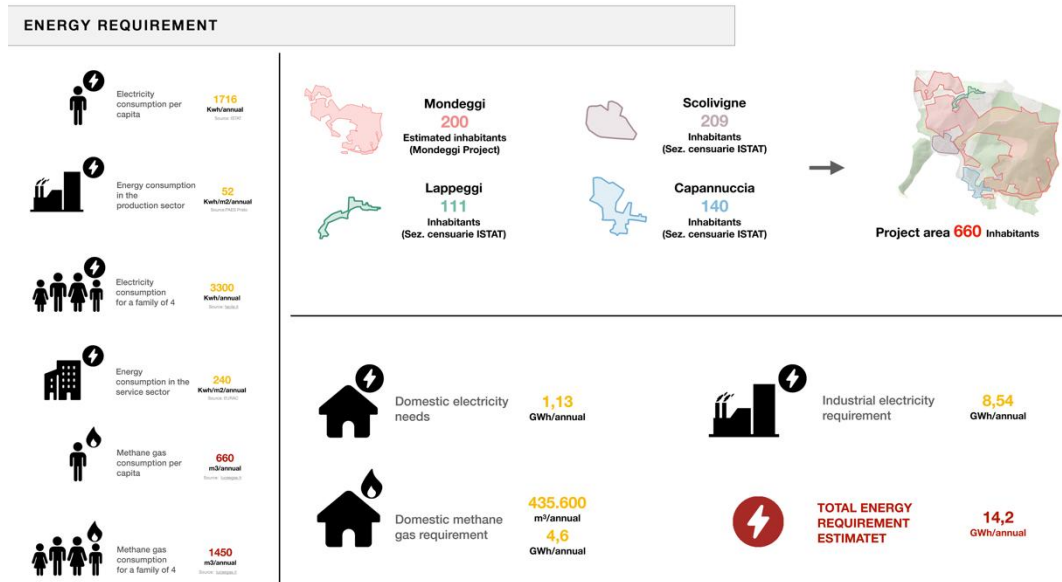 ENERGY REQUIREMENT
Electricity
consumption per
capita
1716
Kwh/annual
Energy consumption
in the
production sector
52
Kwh/m2/annual
Electricity
consumption
for a family of 4
3300
Kwh/annual
Energy
consumption in the
service sector
240
Kwh/m2/annual
Methane gas
consumption per
capita
660
m3/annual
Methane gas
consumption
for a family of 4
1450
m3/annual
Mondeggi
200
Estimated inhabitants
(Mondeggi Project)
Scolivigne
209
Inhabitants
(Sez. censuarie ISTAT)
Lappeggi
111
Inhabitants
(Sez. censuarie ISTAT)
Capannuccia
140
Inhabitants
(Sez. censuarie ISTAT)
Project area 660 Inhabitants
Domestic electricity
needs
1,13
GWh/annual
Industrial electricity
requirement
8,54
GWh/annual
Domestic methane
gas requirement
435.600
m³/annual
4,6
GWh/annual
TOTAL ENERGY
REQUIREMENT
ESTIMATET
14,2
GWh/annual